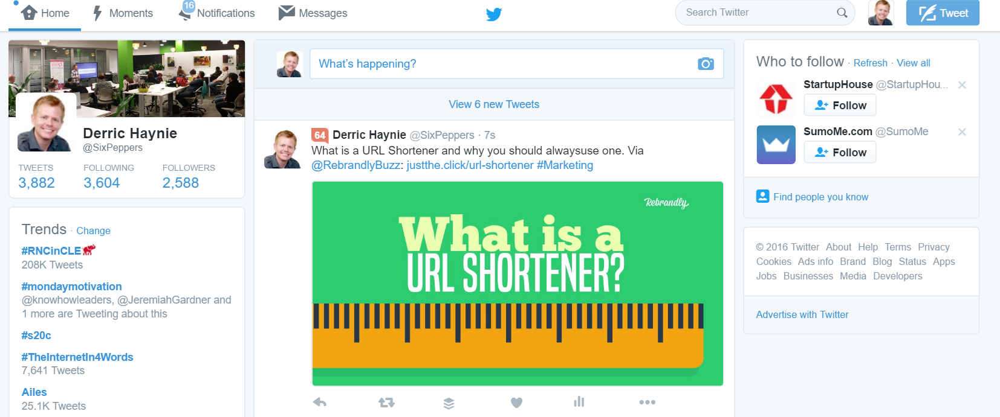 Home
Moments
16
Notifications
Messages
Search Twitter
Tweet
Derric Haynie
@SixPeppers
TWEETS FOLLOWING FOLLOWERS
3,882 3,604 2,588
Trends · Change
#RNCinCLE
208K Tweets
#mondaymotivation
@knowhowleaders, @JeremiahGardner and
1 more are Tweeting about this
#s20c
#TheInternetIn4Words
7,641 Tweets
Ailes
25.1K Tweets
What's happening?
View 6 new Tweets
64 Derric Haynie @SixPeppers · 7s
What is a URL Shortener and why you should alwaysuse one. Via
@RebrandlyBuzz: justthe.click/url-shortener #Marketing
Rebrandly
What is a
URL SHORTENER?
Who to follow · Refresh · View all
StartupHouse @StartupHou...
Follow
SumoMe.com @SumoMe
Follow
Find people you know
© 2016 Twitter About Help Terms Privacy
Cookies Ads info Brand Blog Status Apps
Jobs Businesses Media Developers
Advertise with Twitter